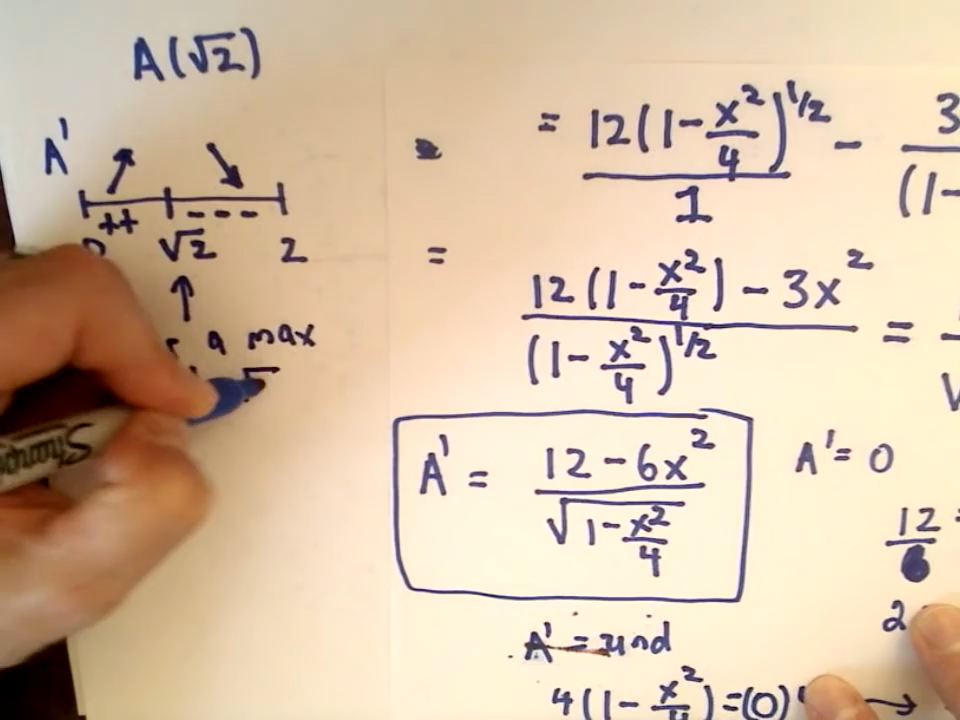 A(√2)
A'
++ - - - -
0 √2 2
↑
a max
Sharpie
= 12(1-x²/4)^1/2 / 1 - 3 / (1-
= 12(1-x²/4) - 3x² / (1-x²/4)^1/2 =
A' = 12-6x² / √(1-x²/4)
A' = 0
12/6 =
2
A' = und
4(1-x²/4) = (0) →